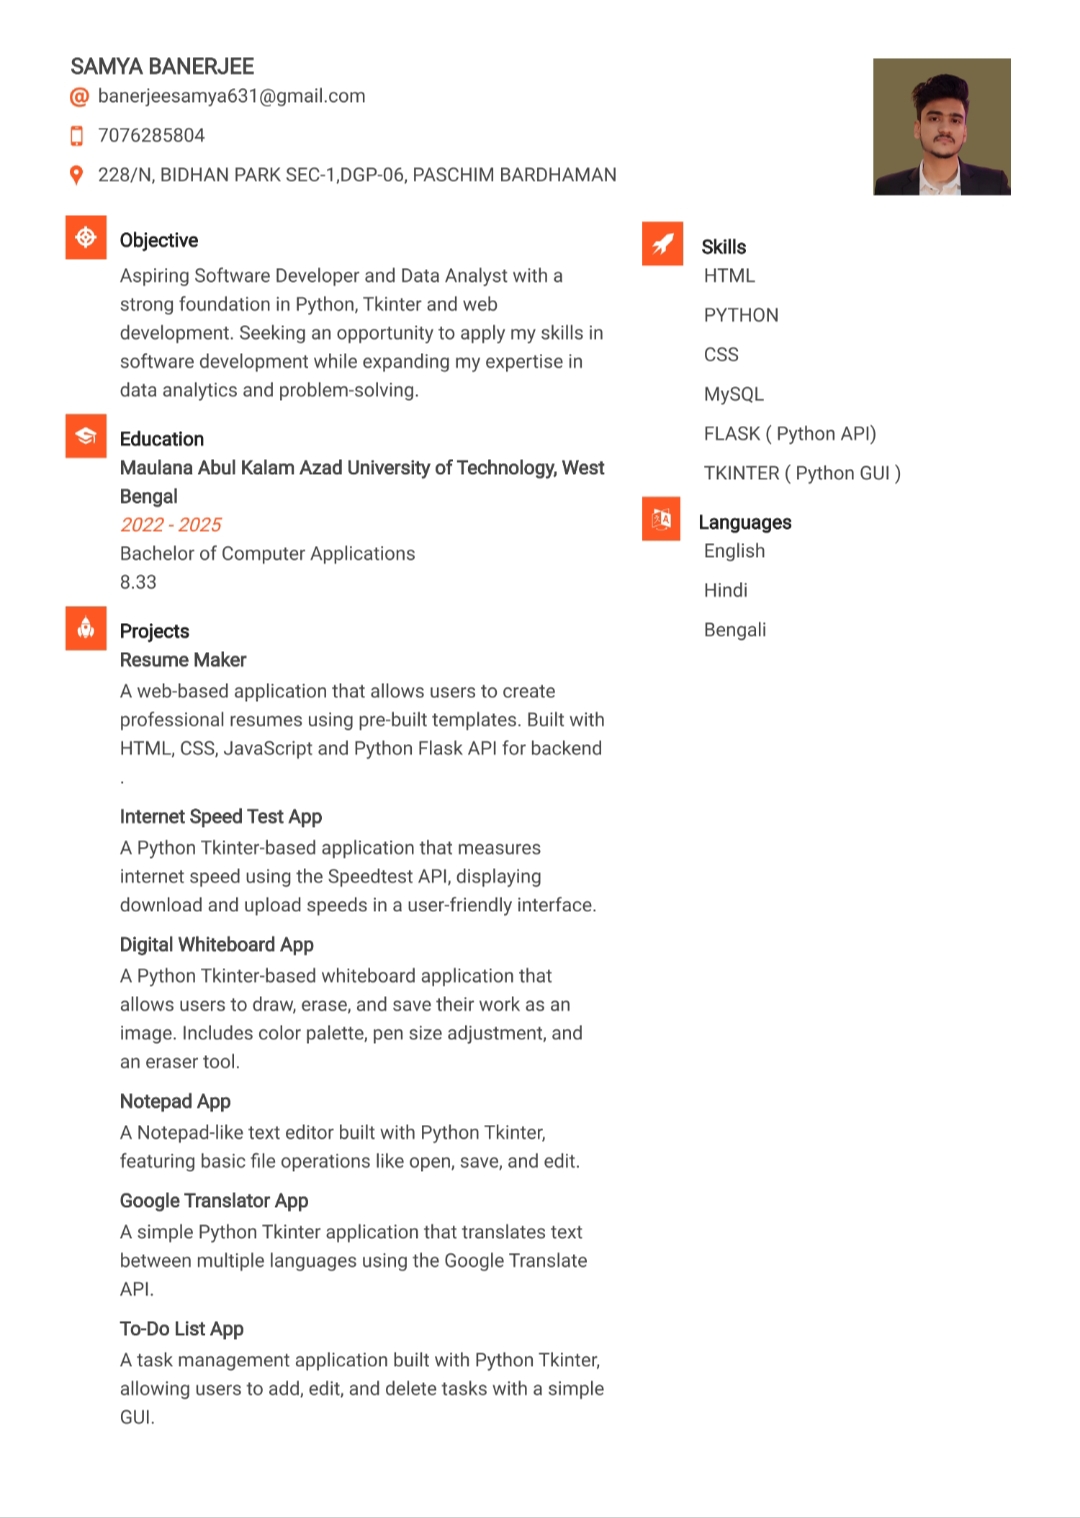 SAMYA BANERJEE
banerjeesamya631@gmail.com
7076285804
228/N, BIDHAN PARK SEC-1,DGP-06, PASCHIM BARDHAMAN
Objective
Aspiring Software Developer and Data Analyst with a
strong foundation in Python, Tkinter and web
development. Seeking an opportunity to apply my skills in
software development while expanding my expertise in
data analytics and problem-solving.
Education
Maulana Abul Kalam Azad University of Technology, West
Bengal
2022 - 2025
Bachelor of Computer Applications
8.33
Projects
Resume Maker
A web-based application that allows users to create
professional resumes using pre-built templates. Built with
HTML, CSS, JavaScript and Python Flask API for backend
.
Internet Speed Test App
A Python Tkinter-based application that measures
internet speed using the Speedtest API, displaying
download and upload speeds in a user-friendly interface.
Digital Whiteboard App
A Python Tkinter-based whiteboard application that
allows users to draw, erase, and save their work as an
image. Includes color palette, pen size adjustment, and
an eraser tool.
Notepad App
A Notepad-like text editor built with Python Tkinter,
featuring basic file operations like open, save, and edit.
Google Translator App
A simple Python Tkinter application that translates text
between multiple languages using the Google Translate
API.
To-Do List App
A task management application built with Python Tkinter,
allowing users to add, edit, and delete tasks with a simple
GUI.
Skills
HTML
PYTHON
CSS
MySQL
FLASK ( Python API)
TKINTER ( Python GUI )
Languages
English
Hindi
Bengali